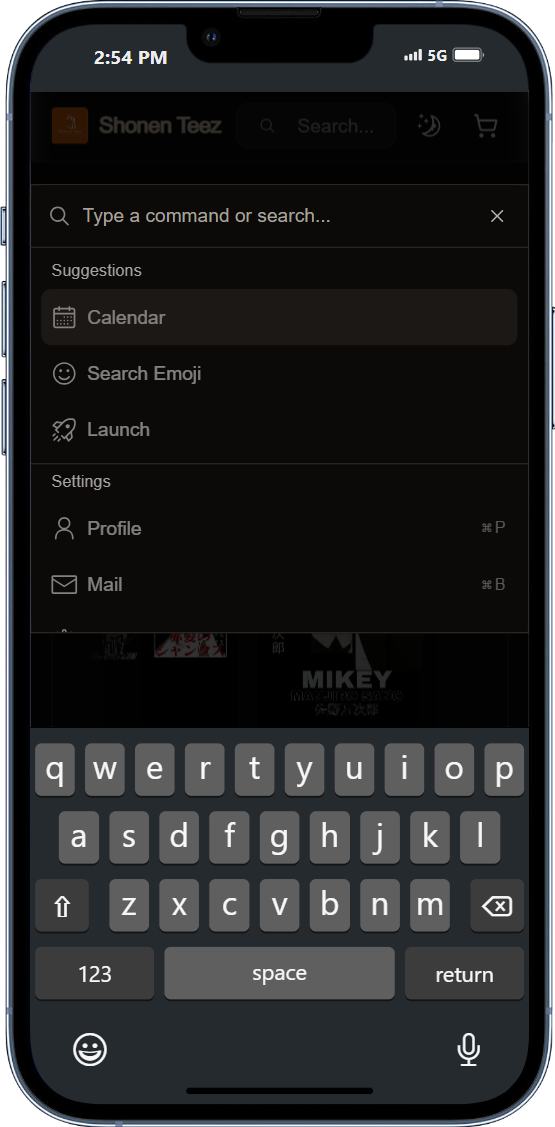 2:54 PM 5G
Shonen Teez Search...
Type a command or search...
Suggestions
Calendar
Search Emoji
Launch
Settings
Profile ⌘P
Mail ⌘B
MIKEY
q w e r t y u i o p
a s d f g h j k l
z x c v b n m
123 space return